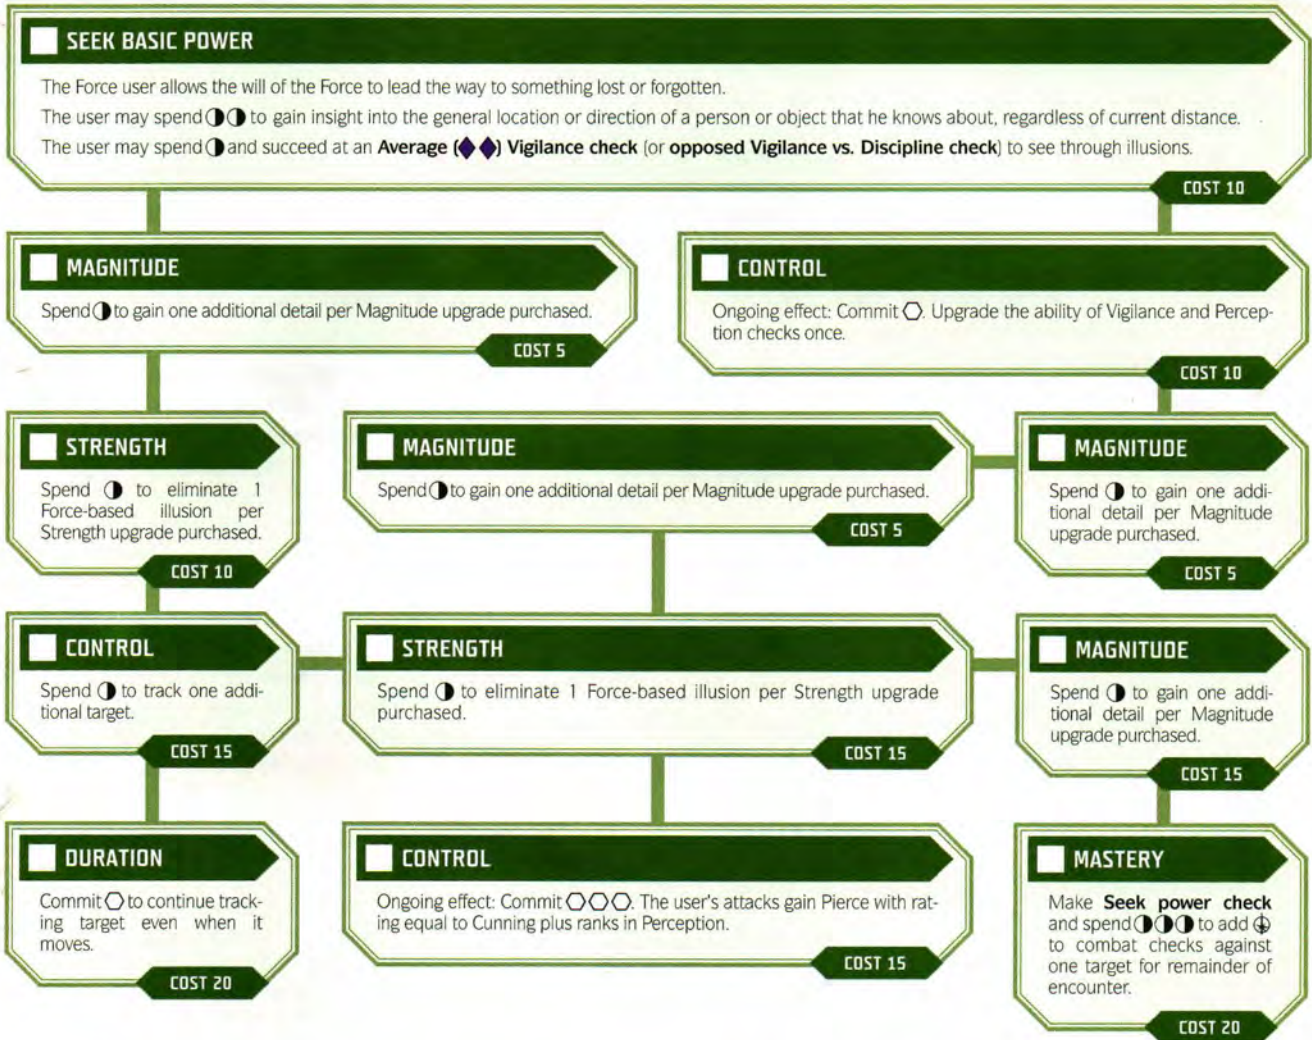 SEEK BASIC POWER
The Force user allows the will of the Force to lead the way to something lost or forgotten.
The user may spend ◑◑ to gain insight into the general location or direction of a person or object that he knows about, regardless of current distance.
The user may spend ◑ and succeed at an Average (◆◆) Vigilance check (or opposed Vigilance vs. Discipline check) to see through illusions.
COST 10
MAGNITUDE
Spend ◑ to gain one additional detail per Magnitude upgrade purchased.
COST 5
CONTROL
Ongoing effect: Commit ⬡. Upgrade the ability of Vigilance and Percep-
tion checks once.
COST 10
STRENGTH
Spend ◑ to eliminate 1
Force-based illusion per
Strength upgrade purchased.
COST 10
MAGNITUDE
Spend ◑ to gain one additional detail per Magnitude upgrade purchased.
COST 5
MAGNITUDE
Spend ◑ to gain one addi-
tional detail per Magnitude
upgrade purchased.
COST 5
CONTROL
Spend ◑ to track one addi-
tional target.
COST 15
STRENGTH
Spend ◑ to eliminate 1 Force-based illusion per Strength upgrade
purchased.
COST 15
MAGNITUDE
Spend ◑ to gain one addi-
tional detail per Magnitude
upgrade purchased.
COST 15
DURATION
Commit ⬡ to continue track-
ing target even when it
moves.
COST 20
CONTROL
Ongoing effect: Commit ⬡⬡⬡. The user's attacks gain Pierce with rat-
ing equal to Cunning plus ranks in Perception.
COST 15
MASTERY
Make Seek power check
and spend ◑◑◑ to add ⊕
to combat checks against
one target for remainder of
encounter.
COST 20